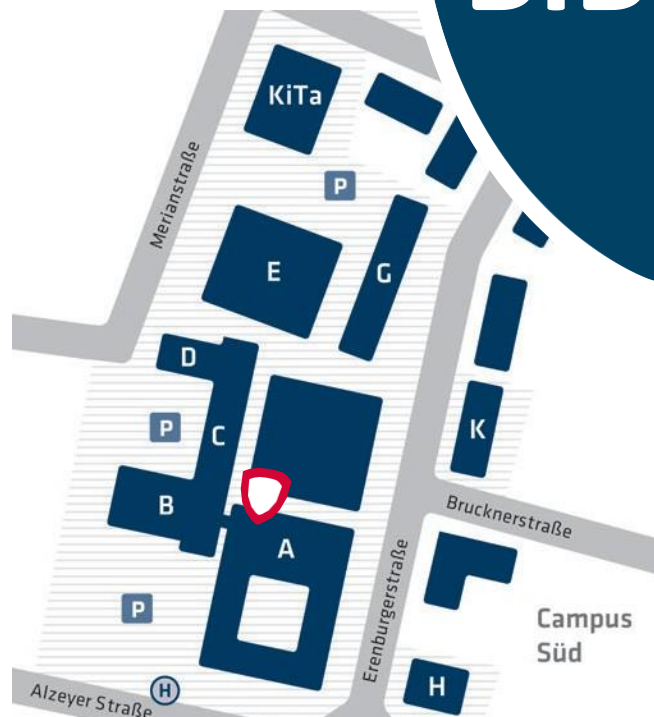 KiTa
Merianstraße
P
E
G
D
P
C
K
B
Brucknerstraße
A
Erenburgerstraße
P
Campus
Süd
H
H
Alzeyer Straße